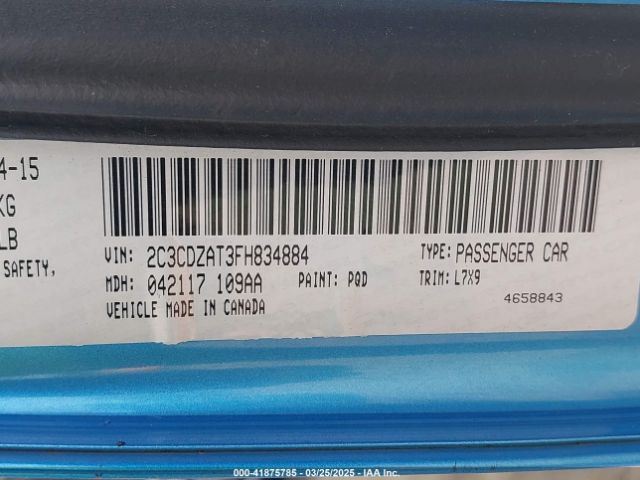 4-15
KG
LB
SAFETY,
VIN: 2C3CDZAT3FH834884
TYPE: PASSENGER CAR
MDH: 042117 109AA
PAINT: PQD
TRIM: L7X9
VEHICLE MADE IN CANADA
4658843
000-41875785 - 03/25/2025 - IAA Inc.